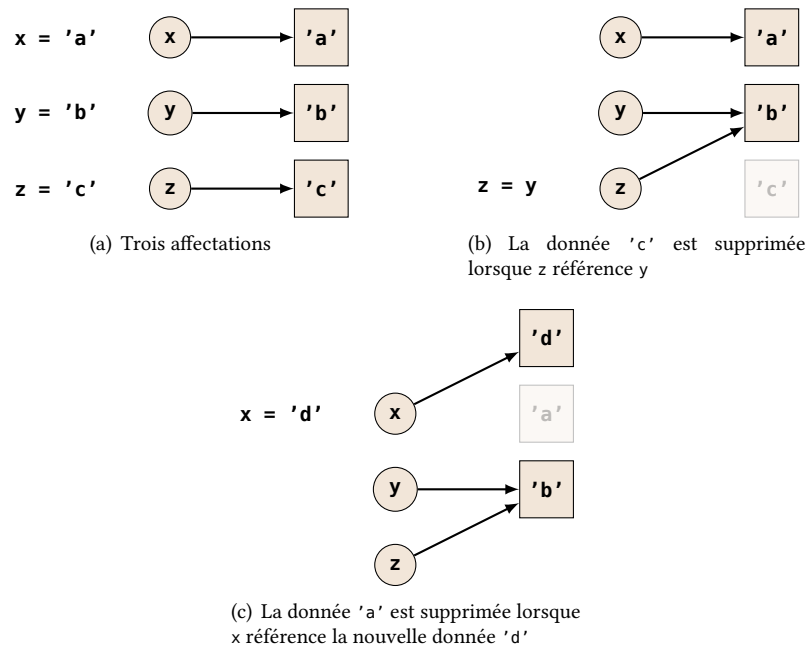 x = 'a' x 'a'
y = 'b' y 'b'
z = 'c' z 'c'
(a) Trois affectations
x 'a'
y 'b'
z = y z 'c'
(b) La donnée 'c' est supprimée
lorsque z référence y
'd'
x = 'd' x 'a'
y 'b'
z
(c) La donnée 'a' est supprimée lorsque
x référence la nouvelle donnée 'd'